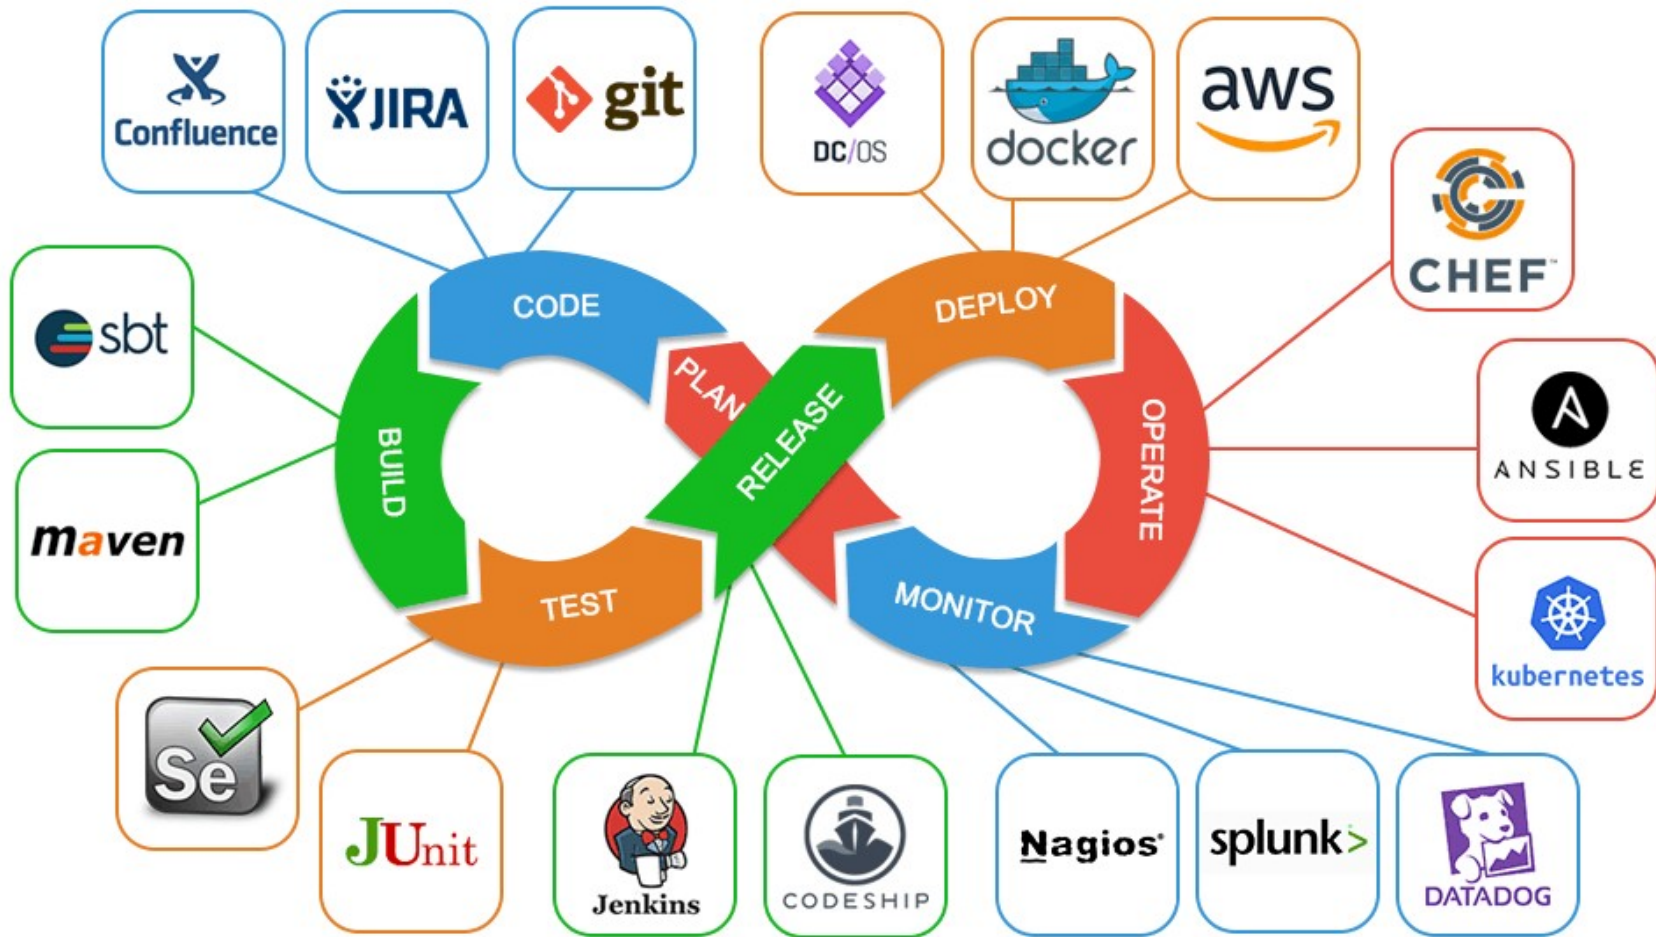 Confluence
JIRA
git
DC/OS
docker
aws
CHEF™
sbt
CODE
DEPLOY
PLAN
RELEASE
BUILD
OPERATE
ANSIBLE
maven
TEST
MONITOR
kubernetes
Se
JUnit
Jenkins
CODESHIP
Nagios®
splunk>
DATADOG